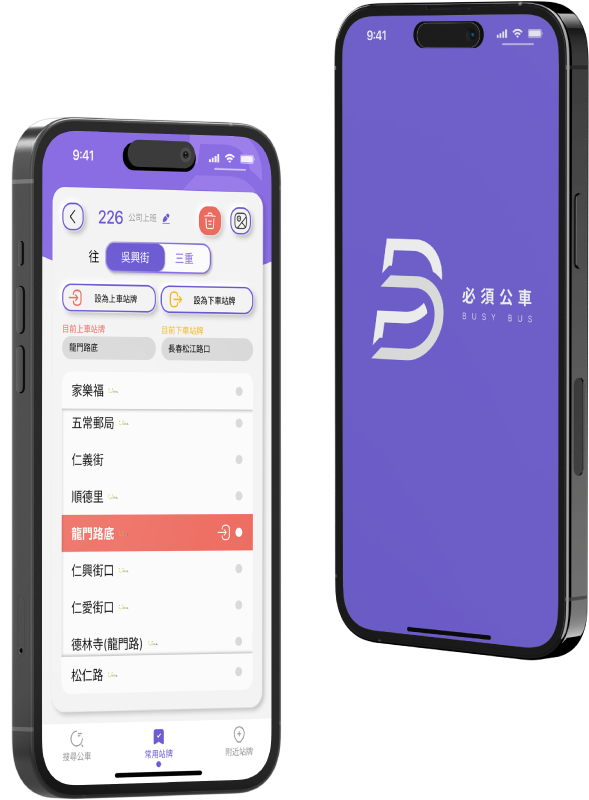 9:41
226 公司上班
往 吳興街 三重
設為上車站牌 設為下車站牌
目前上車站牌 目前下車站牌
龍門路底 長春松江路口
家樂福
五常郵局
仁義街
順德里
龍門路底
仁興街口
仁愛街口
德林寺(龍門路)
松仁路
搜尋公車 常用站牌 附近站牌
9:41
必須公車
BUSY BUS